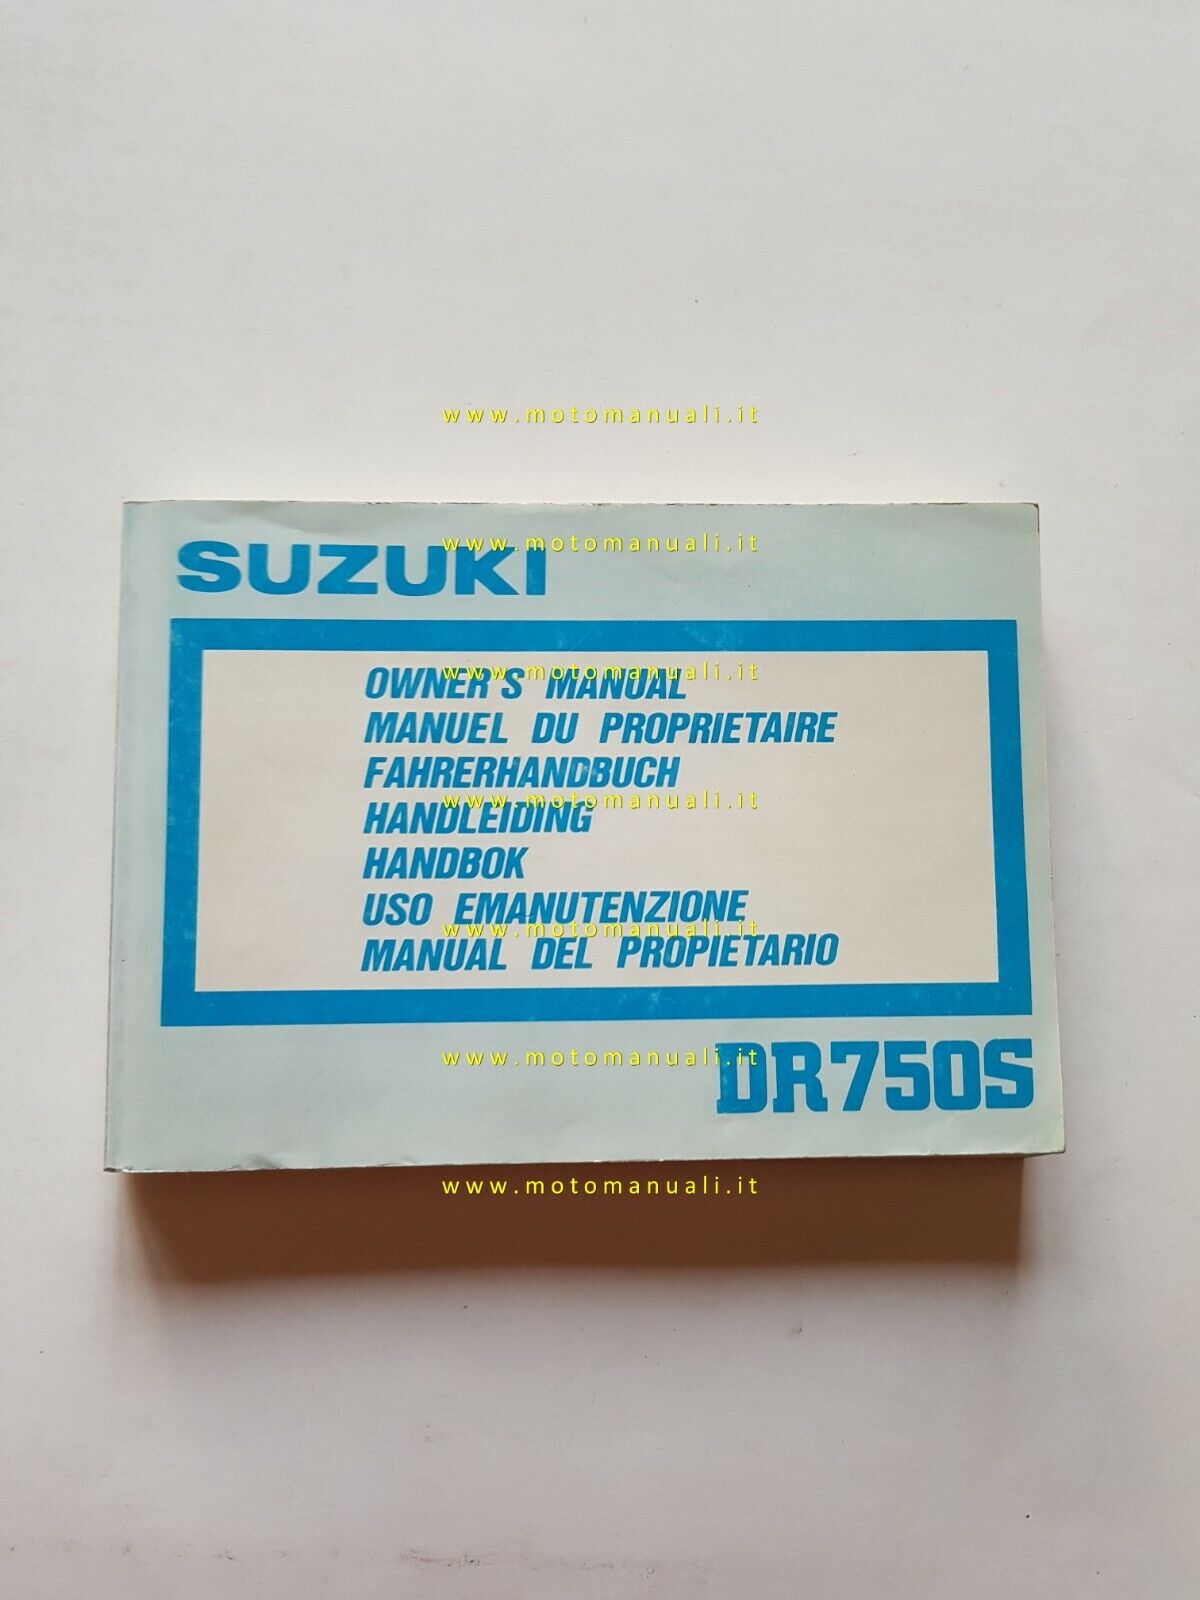 www.motomanuali.it
www.motomanuali.it
SUZUKI
www.motomanuali.it
OWNER'S MANUAL
MANUEL DU PROPRIETAIRE
FAHRERHANDBUCH
www.motomanuali.it
HANDLEIDING
HANDBOK
USO EMANUTENZIONE
www.motomanuali.it
MANUAL DEL PROPIETARIO
www.motomanuali.it
DR750S
www.motomanuali.it